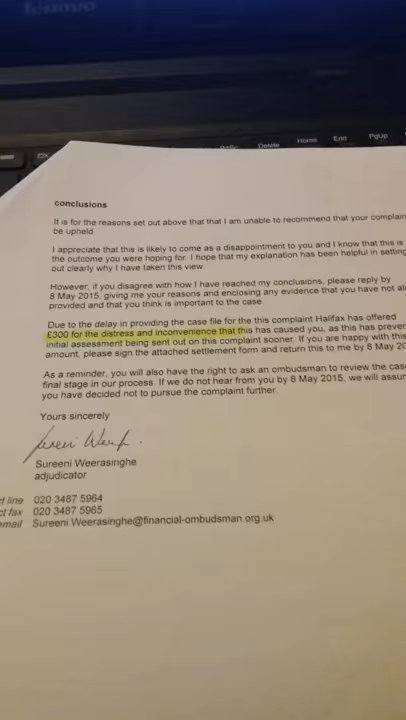 lenovo
Delete Home End PgUp
conclusions
It is for the reasons set out above that that I am unable to recommend that your complain
be upheld.
I appreciate that this is likely to come as a disappointment to you and I know that this is
the outcome you were hoping for. I hope that my explanation has been helpful in setting
out clearly why I have taken this view.
However, if you disagree with how I have reached my conclusions, please reply by
8 May 2015, giving me your reasons and enclosing any evidence that you have not al
provided and that you think is important to the case.
Due to the delay in providing the case file for this complaint Halifax has offered
£300 for the distress and inconvenience that this has caused you, as this has preven
initial assessment being sent out on this complaint sooner. If you are happy with this
amount, please sign the attached settlement form and return this to me by 8 May 20
As a reminder, you will also have the right to ask an ombudsman to review the cas
final stage in our process. If we do not hear from you by 8 May 2015, we will assum
you have decided not to pursue the complaint further.
Yours sincerely
Sureeni Weerasinghe
adjudicator
ct line 020 3487 5964
ct fax 020 3487 5965
email Sureeni.Weerasinghe@financial-ombudsman.org.uk